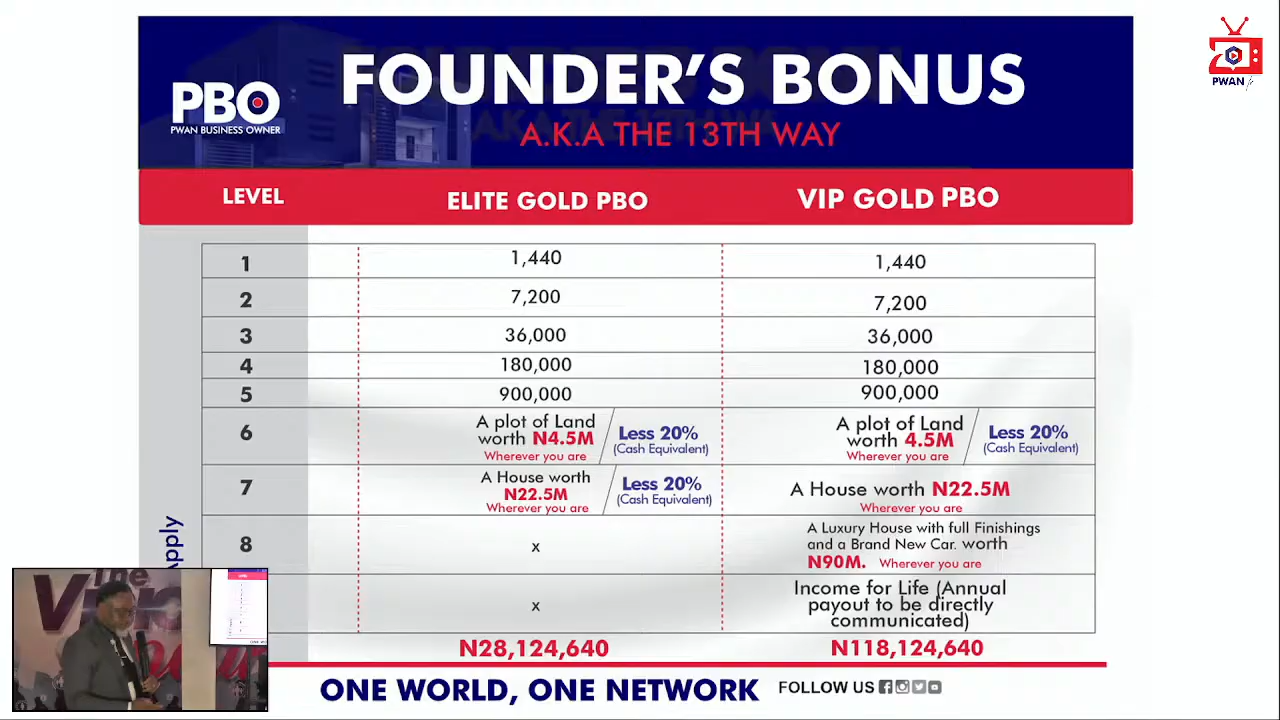 PBO
PWAN BUSINESS OWNER
FOUNDER'S BONUS
A.K.A THE 13TH WAY
PWAN
LEVEL ELITE GOLD PBO VIP GOLD PBO
1 1,440 1,440
2 7,200 7,200
3 36,000 36,000
4 180,000 180,000
5 900,000 900,000
6 A plot of Land worth N4.5M Wherever you are / Less 20% (Cash Equivalent) A plot of Land worth 4.5M Wherever you are / Less 20% (Cash Equivalent)
7 A House worth N22.5M Wherever you are / Less 20% (Cash Equivalent) A House worth N22.5M Wherever you are
8 x A Luxury House with full Finishings and a Brand New Car. worth N90M. Wherever you are
x Income for Life (Annual payout to be directly communicated)
N28,124,640 N118,124,640
Apply
The
ONE WORLD, ONE NETWORK FOLLOW US